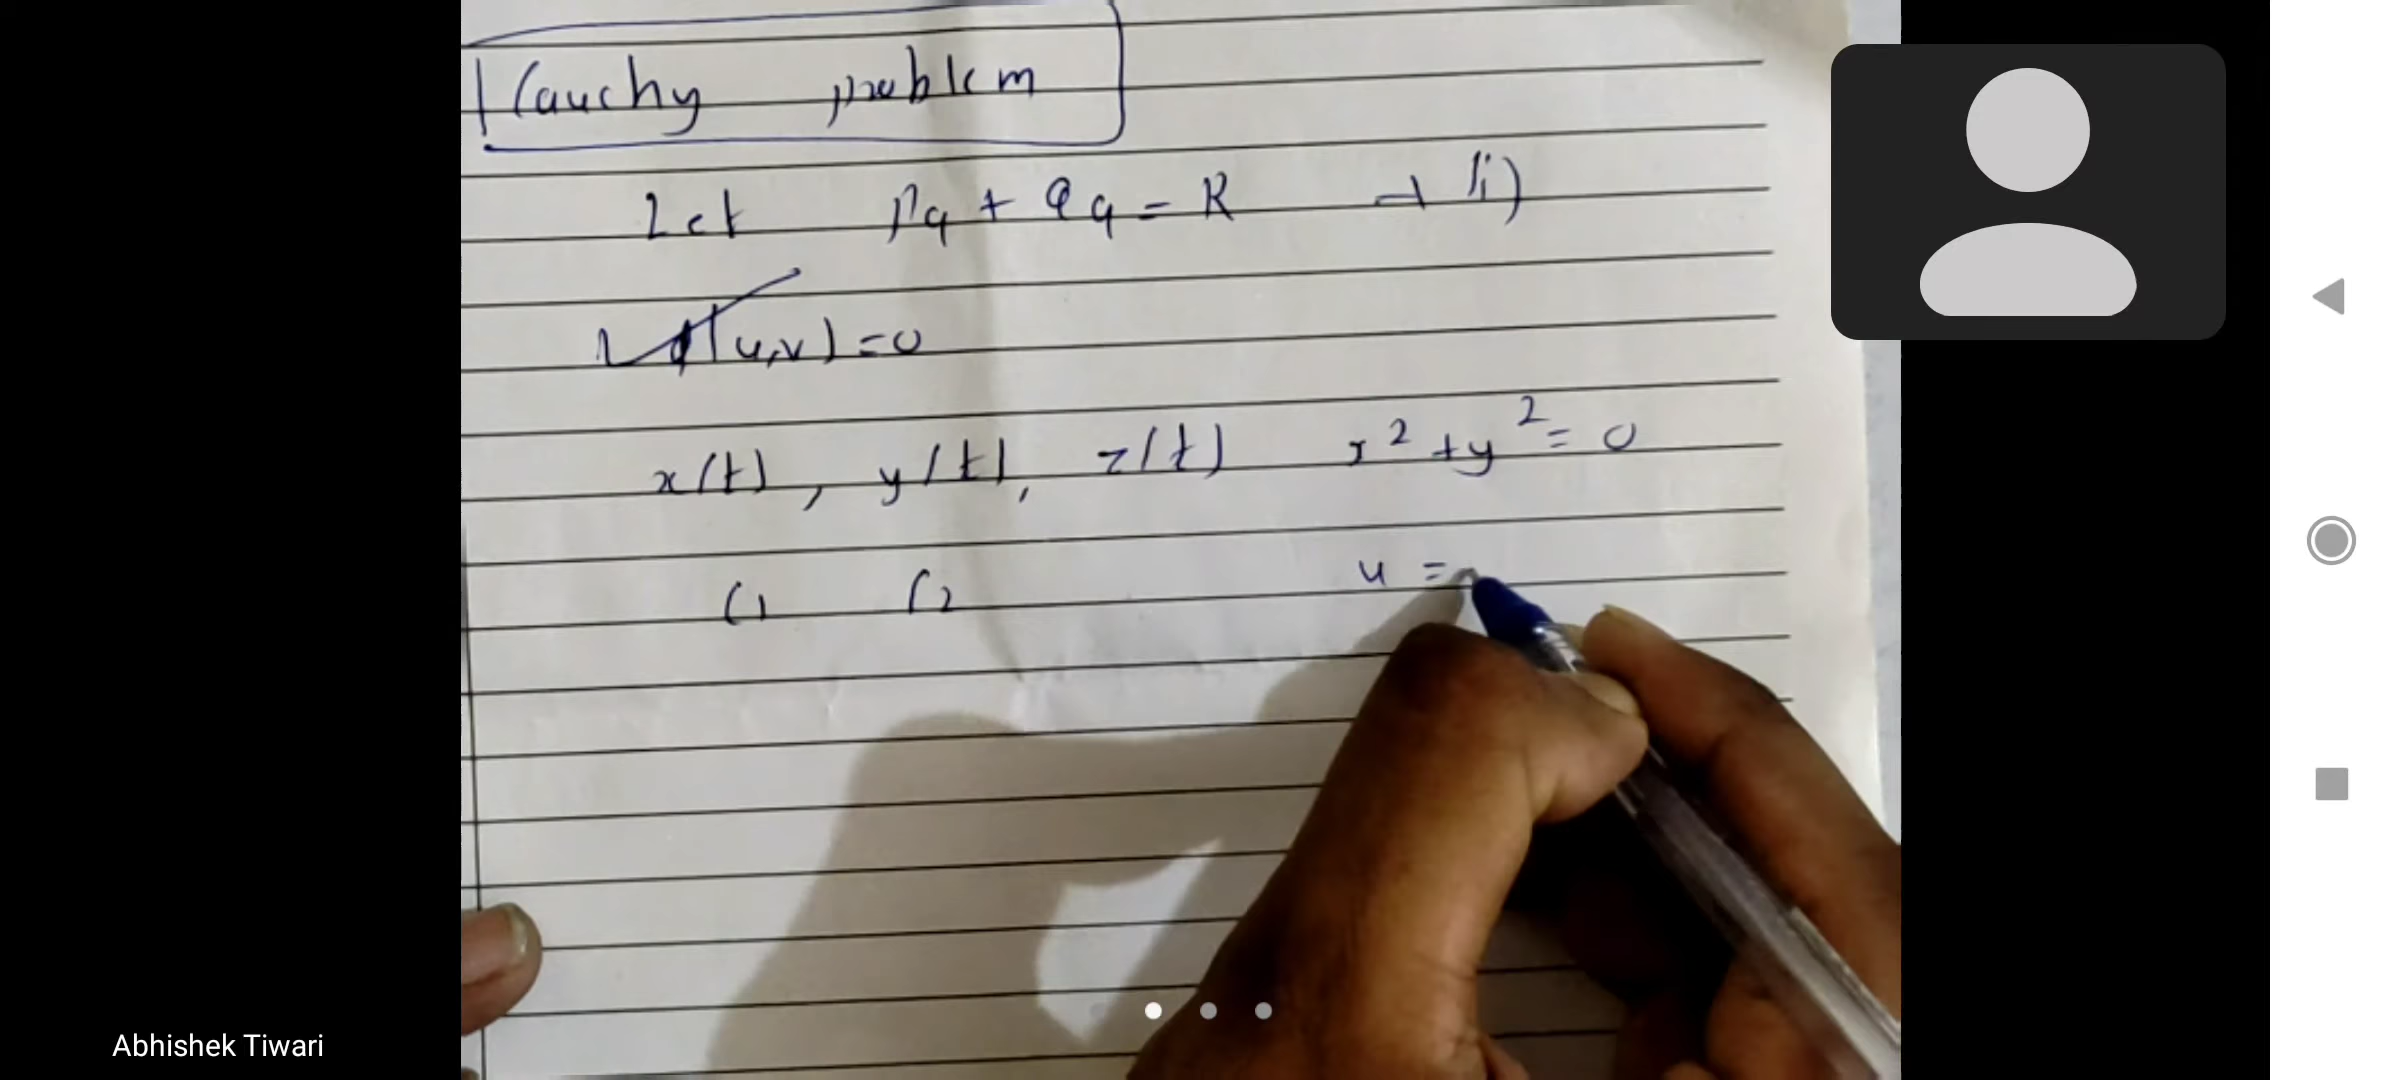 Cauchy problem
Let Pq + Qq = R → (i)
ϕ(u,v) = 0
x(t), y(t), z(t) x² + y² = 0
C1 C2 u =
Abhishek Tiwari